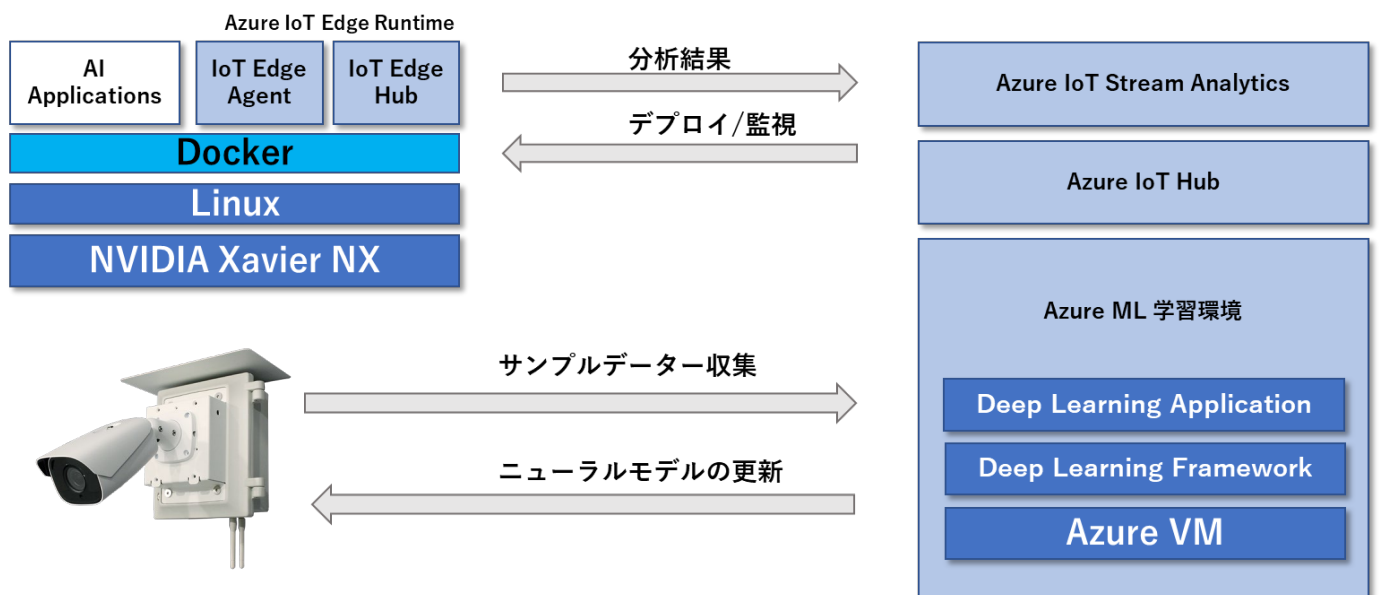 Azure IoT Edge Runtime
AI
Applications
IoT Edge
Agent
IoT Edge
Hub
Docker
Linux
NVIDIA Xavier NX
分析結果
デプロイ/監視
サンプルデーター収集
ニューラルモデルの更新
Azure IoT Stream Analytics
Azure IoT Hub
Azure ML 学習環境
Deep Learning Application
Deep Learning Framework
Azure VM